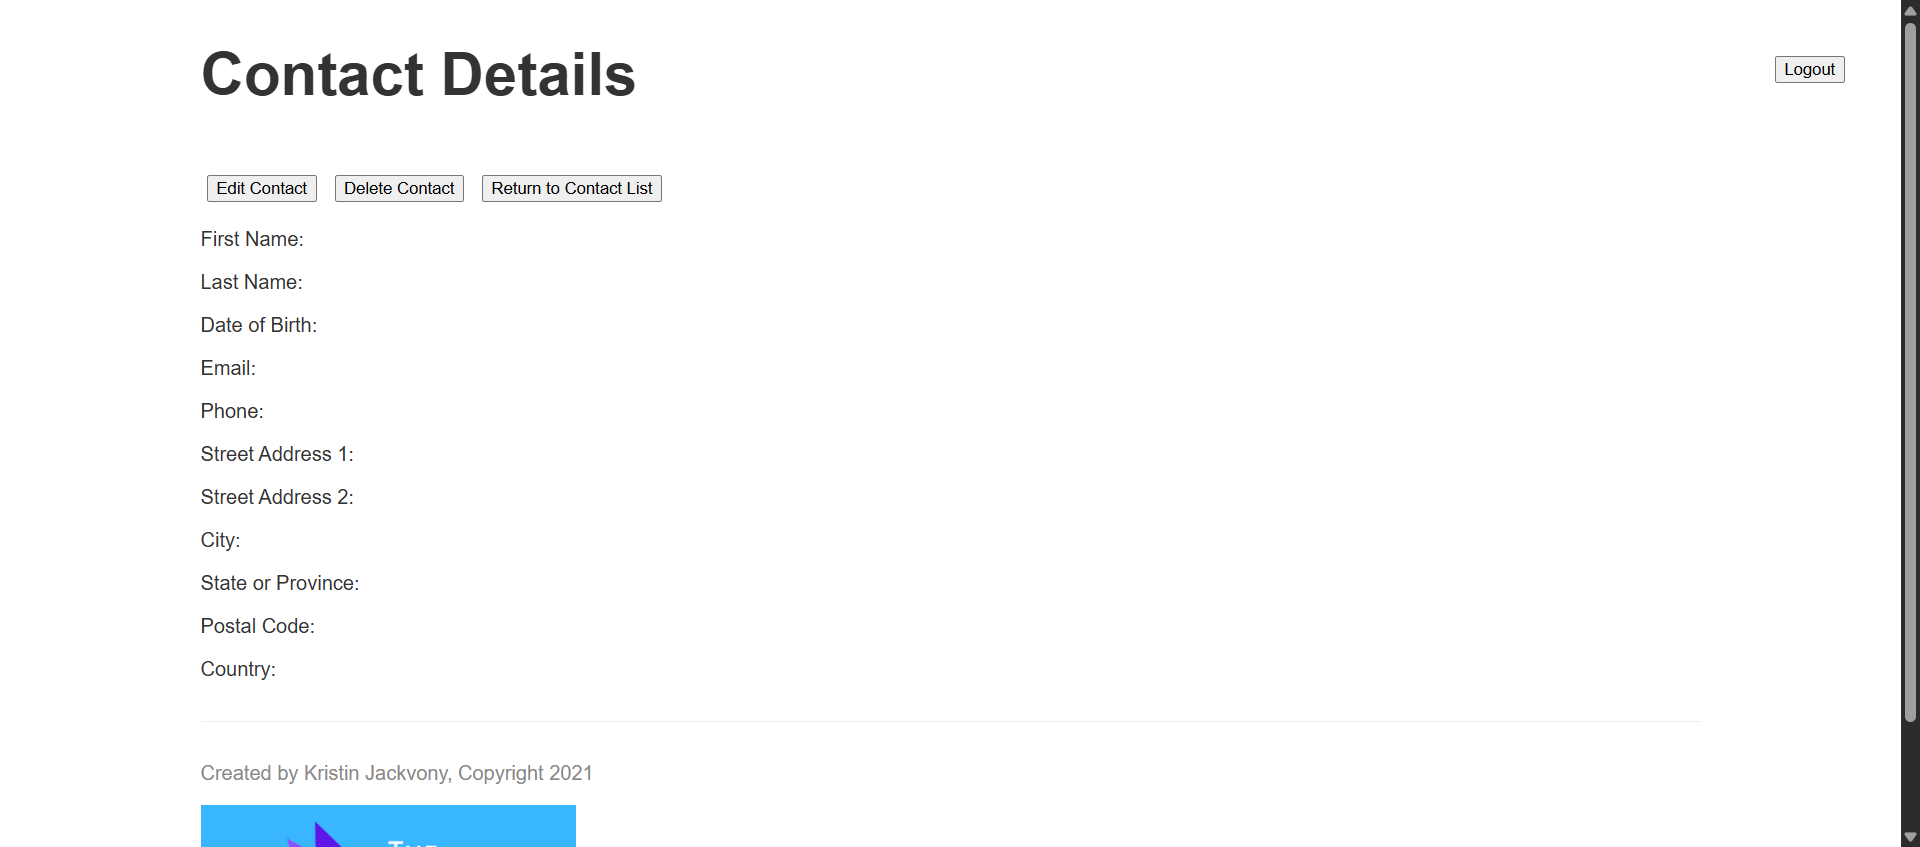 Contact Details
Logout
Edit Contact Delete Contact Return to Contact List
First Name:
Last Name:
Date of Birth:
Email:
Phone:
Street Address 1:
Street Address 2:
City:
State or Province:
Postal Code:
Country:
Created by Kristin Jackvony, Copyright 2021